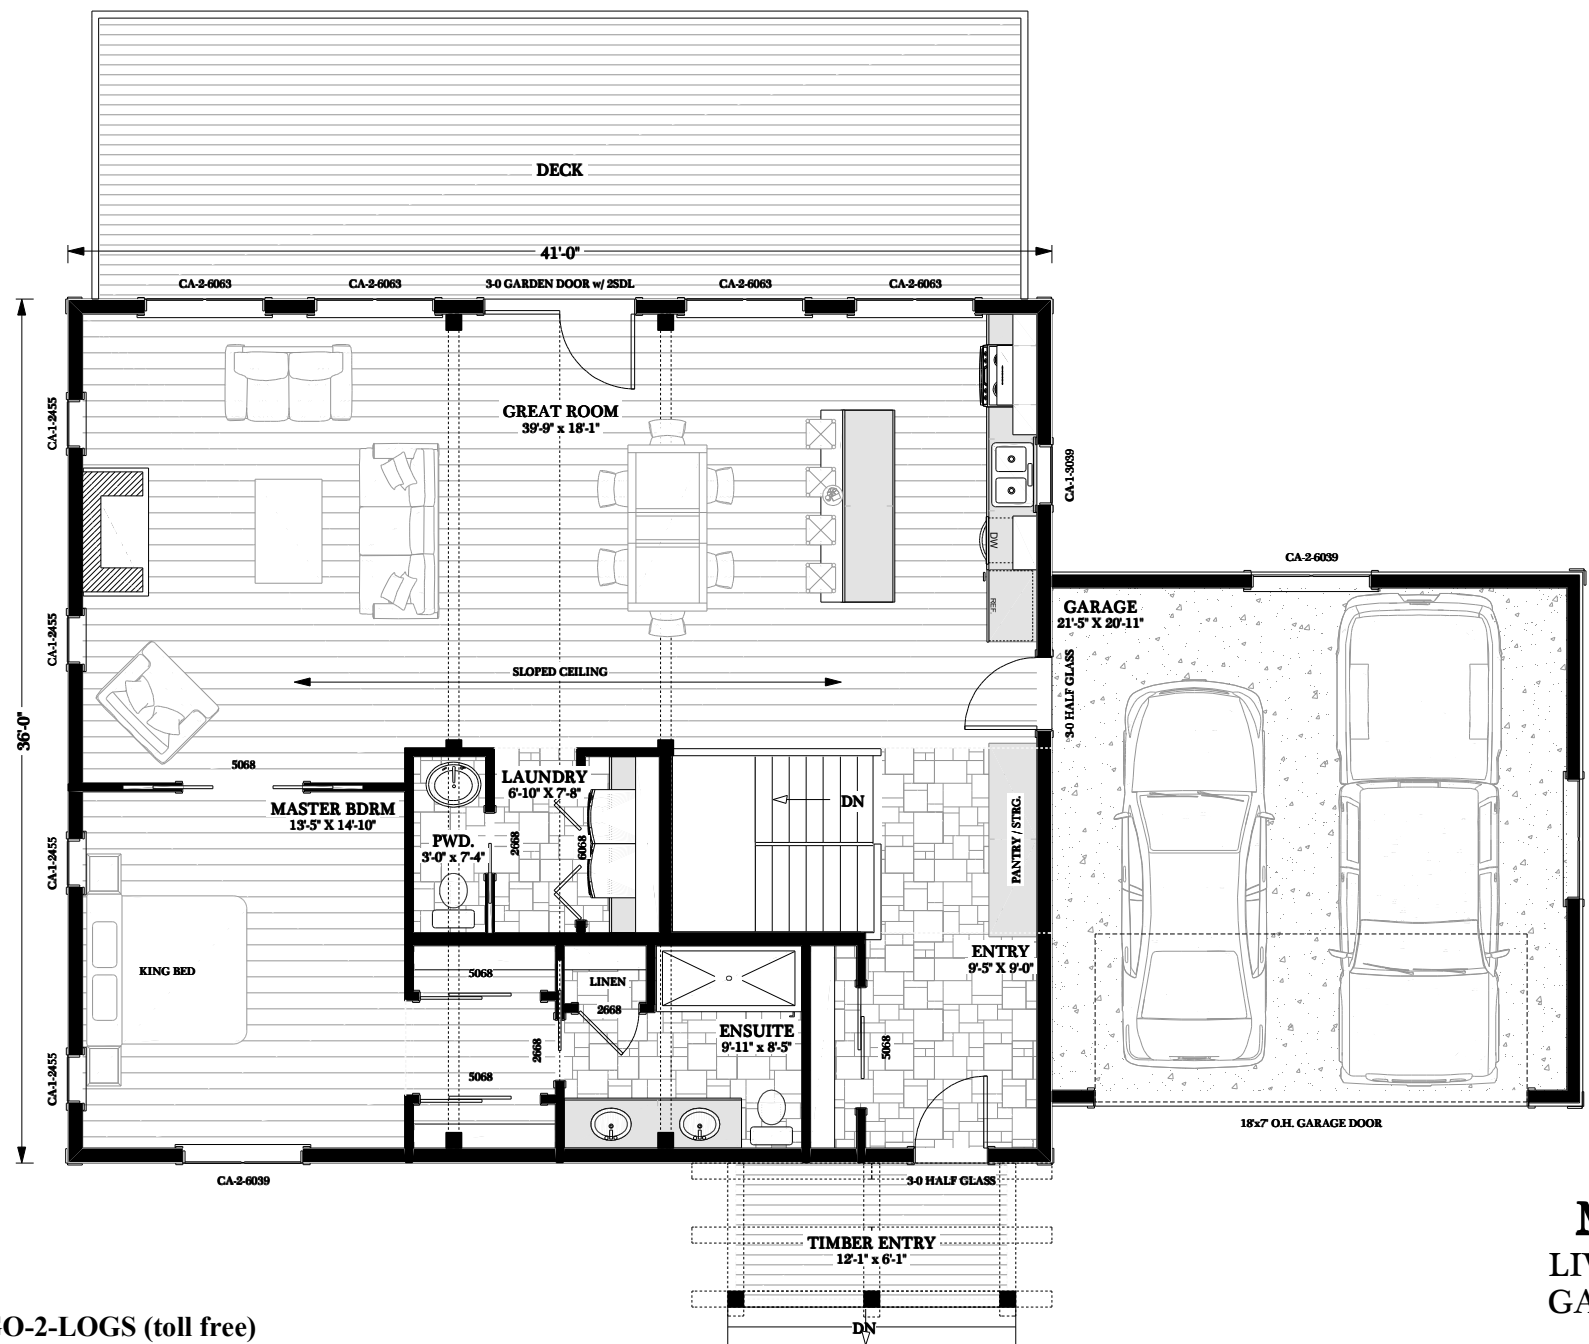 DECK
41'-0"
CA-2-6063
CA-2-6063
3-0 GARDEN DOOR w/ 2SDL
CA-2-6063
CA-2-6063
CA-1-2455
GREAT ROOM
39'-9" x 18'-1"
CA-1-3039
DW
REF
CA-2-6039
GARAGE
21'-5" X 20'-11"
CA-1-2455
SLOPED CEILING
3-0 HALF GLASS
36'-0"
5068
MASTER BDRM
13'-5" X 14'-10"
LAUNDRY
6'-10" X 7'-8"
PWD.
3'-0" x 7'-4"
2668
6068
DN
PANTRY / STRG.
CA-1-2455
KING BED
5068
LINEN
2668
ENTRY
9'-5" X 9'-0"
ENSUITE
9'-11" x 8'-5"
2668
5068
5068
CA-1-2455
18'x7' O.H. GARAGE DOOR
CA-2-6039
3-0 HALF GLASS
TIMBER ENTRY
12'-1" x 6'-1"
DN
LIV
GA
GO-2-LOGS (toll free)